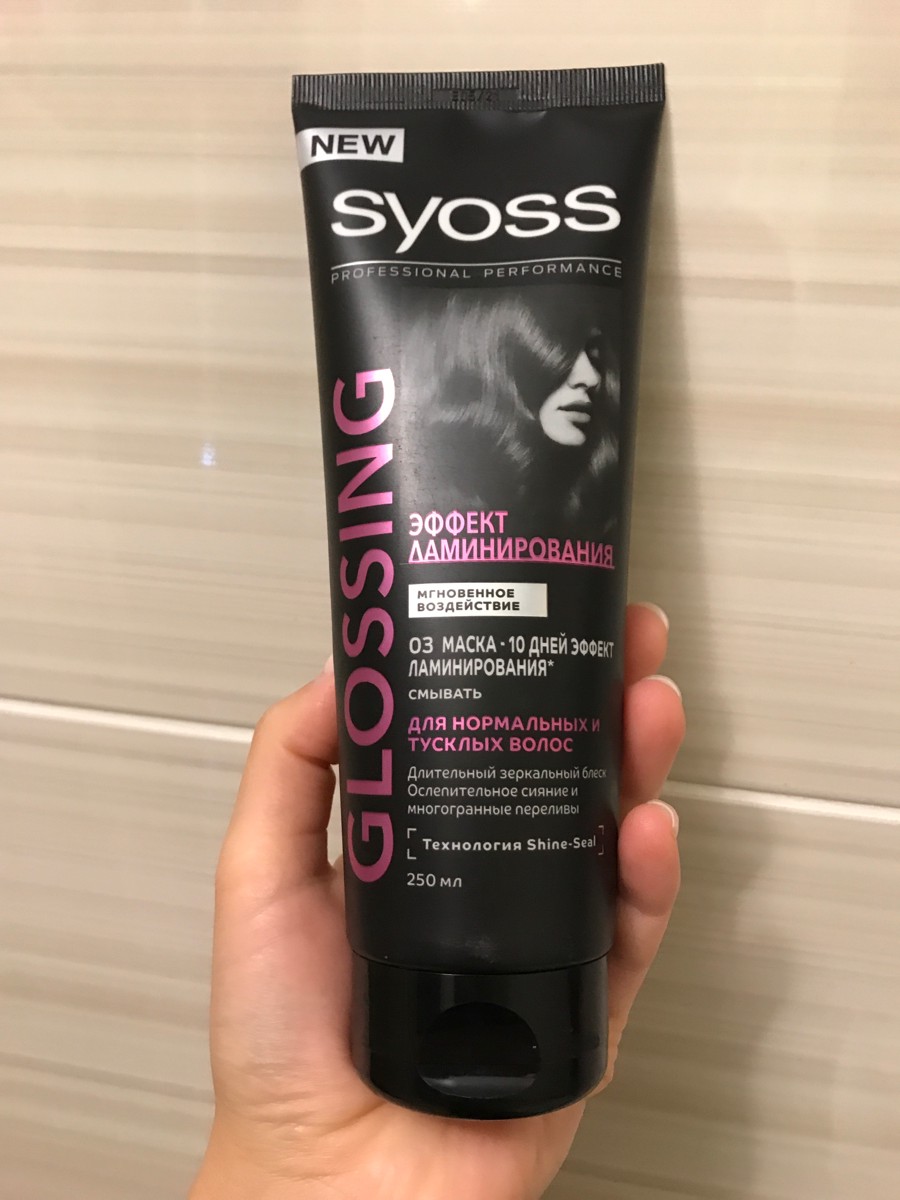 NEW
syoss
PROFESSIONAL PERFORMANCE
GLOSSING
ЭФФЕКТ
ЛАМИНИРОВАНИЯ
МГНОВЕННОЕ
ВОЗДЕЙСТВИЕ
03 МАСКА - 10 ДНЕЙ ЭФФЕКТ
ЛАМИНИРОВАНИЯ*
СМЫВАТЬ
ДЛЯ НОРМАЛЬНЫХ И
ТУСКЛЫХ ВОЛОС
Длительный зеркальный блеск
Ослепительное сияние и
многогранные переливы
Технология Shine-Seal
250 мл